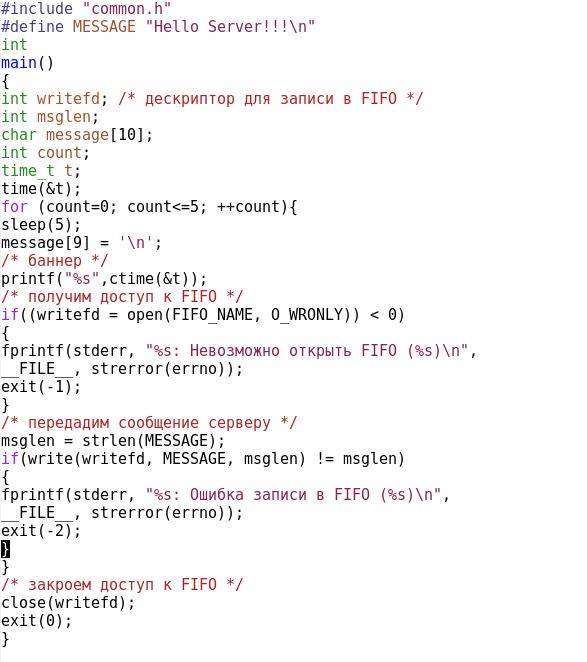 #include "common.h"
#define MESSAGE "Hello Server!!!\n"
int
main()
{
int writefd; /* дескриптор для записи в FIFO */
int msglen;
char message[10];
int count;
time_t t;
time(&t);
for (count=0; count<=5; ++count){
sleep(5);
message[9] = '\n';
/* баннер */
printf("%s",ctime(&t));
/* получим доступ к FIFO */
if((writefd = open(FIFO_NAME, O_WRONLY)) < 0)
{
fprintf(stderr, "%s: Невозможно открыть FIFO (%s)\n",
__FILE__, strerror(errno));
exit(-1);
}
/* передадим сообщение серверу */
msglen = strlen(MESSAGE);
if(write(writefd, MESSAGE, msglen) != msglen)
{
fprintf(stderr, "%s: Ошибка записи в FIFO (%s)\n",
__FILE__, strerror(errno));
exit(-2);
}
}
/* закроем доступ к FIFO */
close(writefd);
exit(0);
}